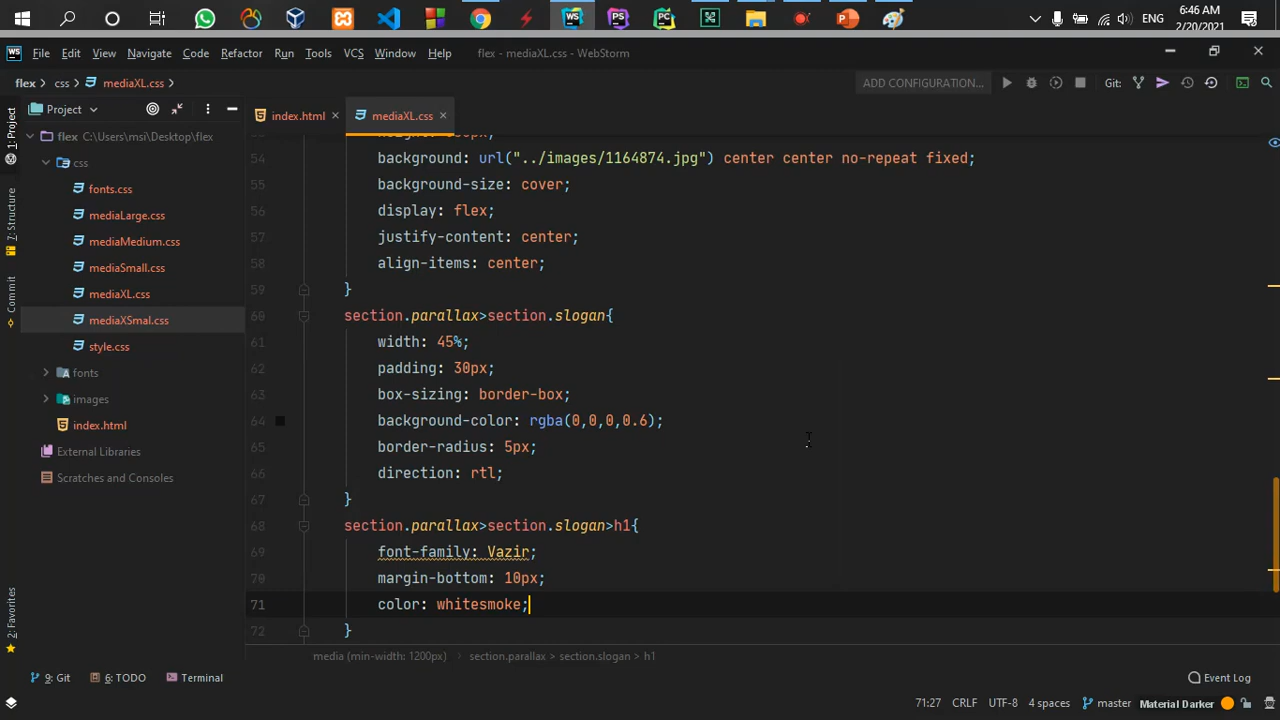 ENG
6:46 AM
2/20/2021
WS
File Edit View Navigate Code Refactor Run Tools VCS Window Help
flex - mediaXL.css - WebStorm
flex css mediaXL.css
ADD CONFIGURATION...
Git:
Project
index.html
mediaXL.css
1: Project
7: Structure
Commit
2: Favorites
flex C:\Users\msi\Desktop\flex
css
fonts.css
mediaLarge.css
mediaMedium.css
mediaSmall.css
mediaXL.css
mediaXSmal.css
style.css
fonts
images
index.html
External Libraries
Scratches and Consoles
54 background: url("../images/1164874.jpg") center center no-repeat fixed;
55 background-size: cover;
56 display: flex;
57 justify-content: center;
58 align-items: center;
59 }
60 section.parallax>section.slogan{
61 width: 45%;
62 padding: 30px;
63 box-sizing: border-box;
64 background-color: rgba(0,0,0,0.6);
65 border-radius: 5px;
66 direction: rtl;
67 }
68 section.parallax>section.slogan>h1{
69 font-family: Vazir;
70 margin-bottom: 10px;
71 color: whitesmoke;
72 }
media (min-width: 1200px) section.parallax > section.slogan > h1
9: Git 6: TODO Terminal
Event Log
71:27 CRLF UTF-8 4 spaces master Material Darker